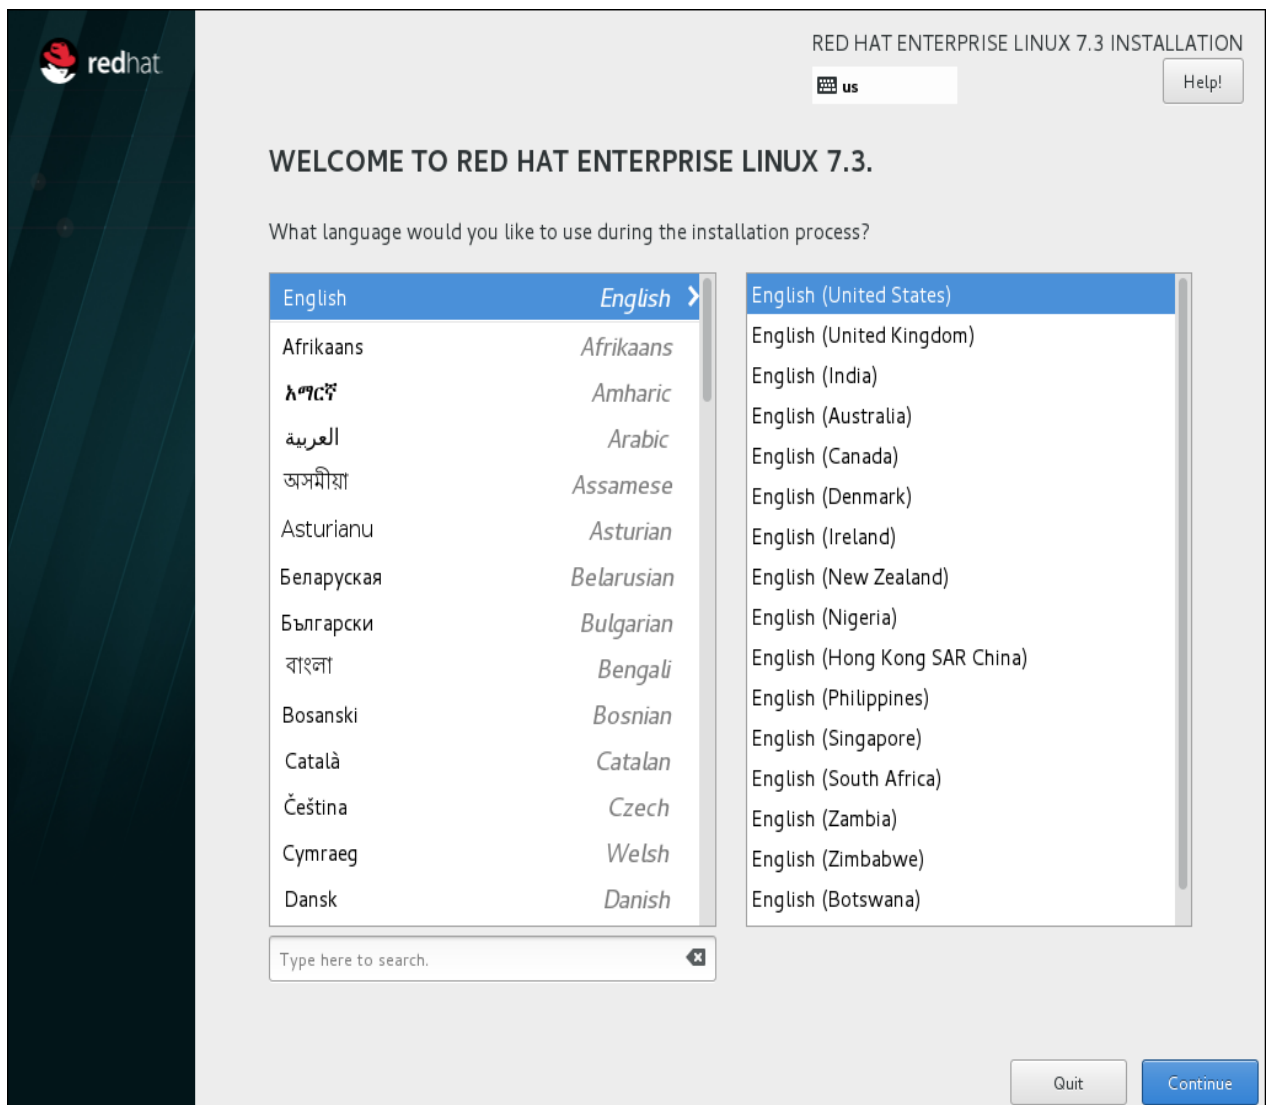 redhat
RED HAT ENTERPRISE LINUX 7.3 INSTALLATION
us
Help!
WELCOME TO RED HAT ENTERPRISE LINUX 7.3.
What language would you like to use during the installation process?
English English
Afrikaans Afrikaans
አማርኛ Amharic
العربية Arabic
অসমীয়া Assamese
Asturianu Asturian
Беларуская Belarusian
Български Bulgarian
বাংলা Bengali
Bosanski Bosnian
Català Catalan
Čeština Czech
Cymraeg Welsh
Dansk Danish
Type here to search.
English (United States)
English (United Kingdom)
English (India)
English (Australia)
English (Canada)
English (Denmark)
English (Ireland)
English (New Zealand)
English (Nigeria)
English (Hong Kong SAR China)
English (Philippines)
English (Singapore)
English (South Africa)
English (Zambia)
English (Zimbabwe)
English (Botswana)
Quit
Continue